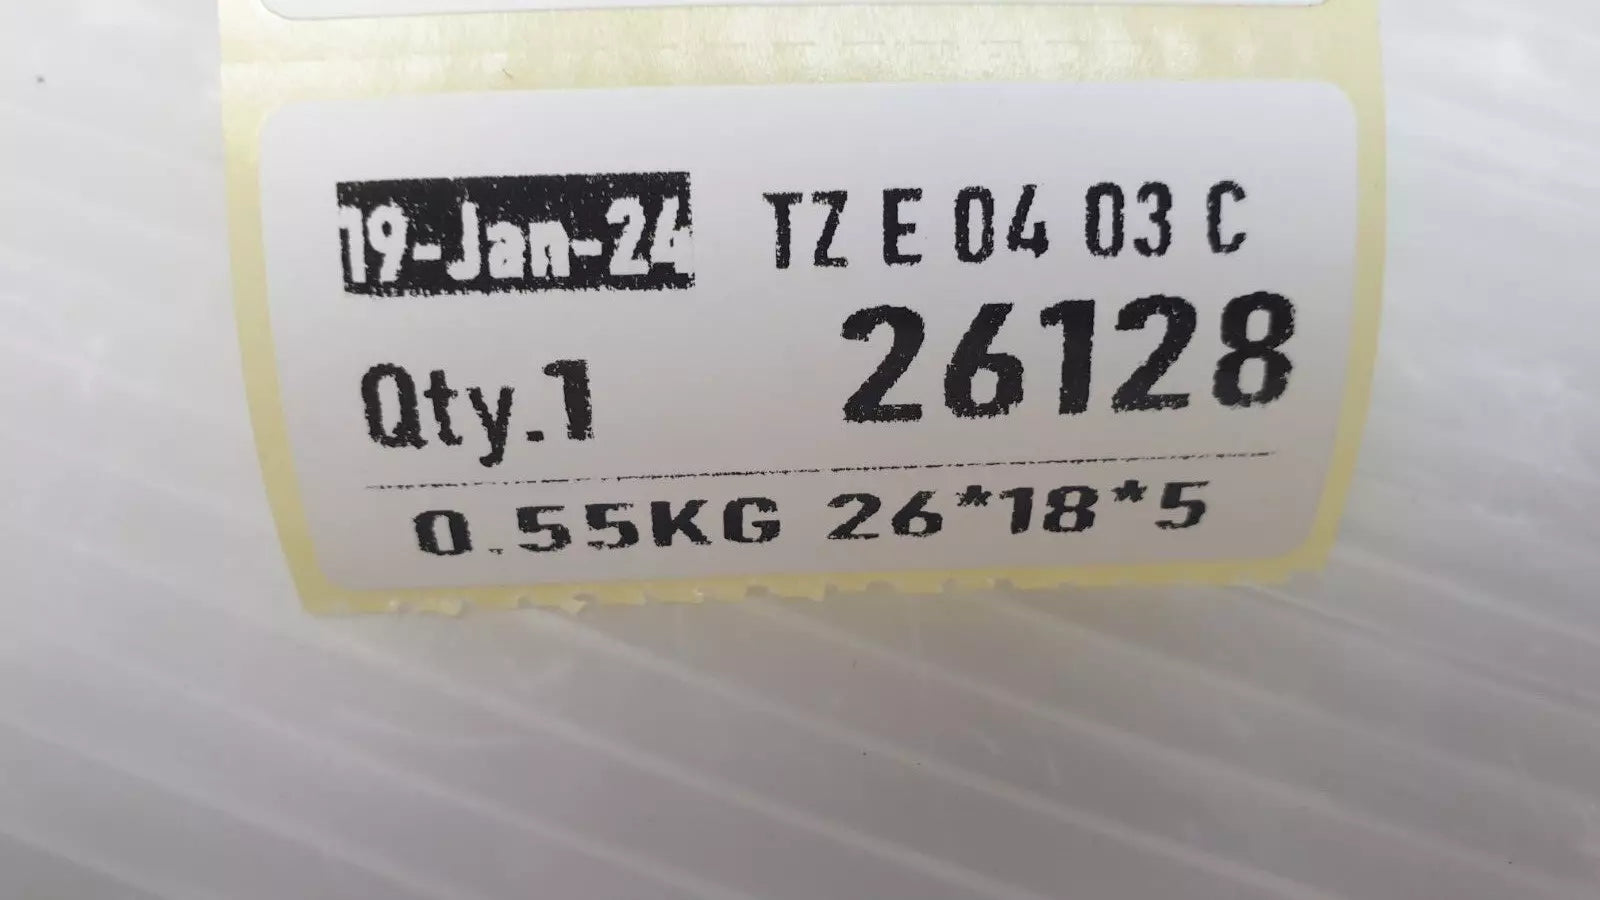 19-Jan-24 TZ E 04 03 C
Qty.1 26128
0.55KG 26*18*5